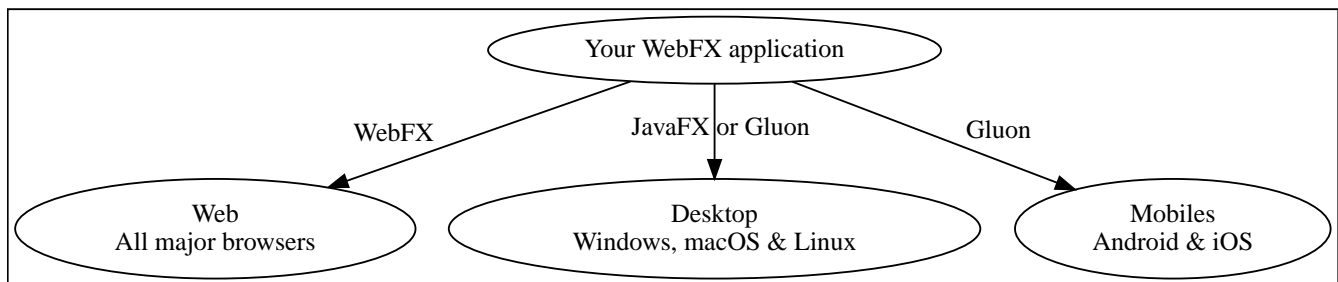 Your WebFX application
WebFX
JavaFX or Gluon
Gluon
Web
All major browsers
Desktop
Windows, macOS & Linux
Mobiles
Android & iOS